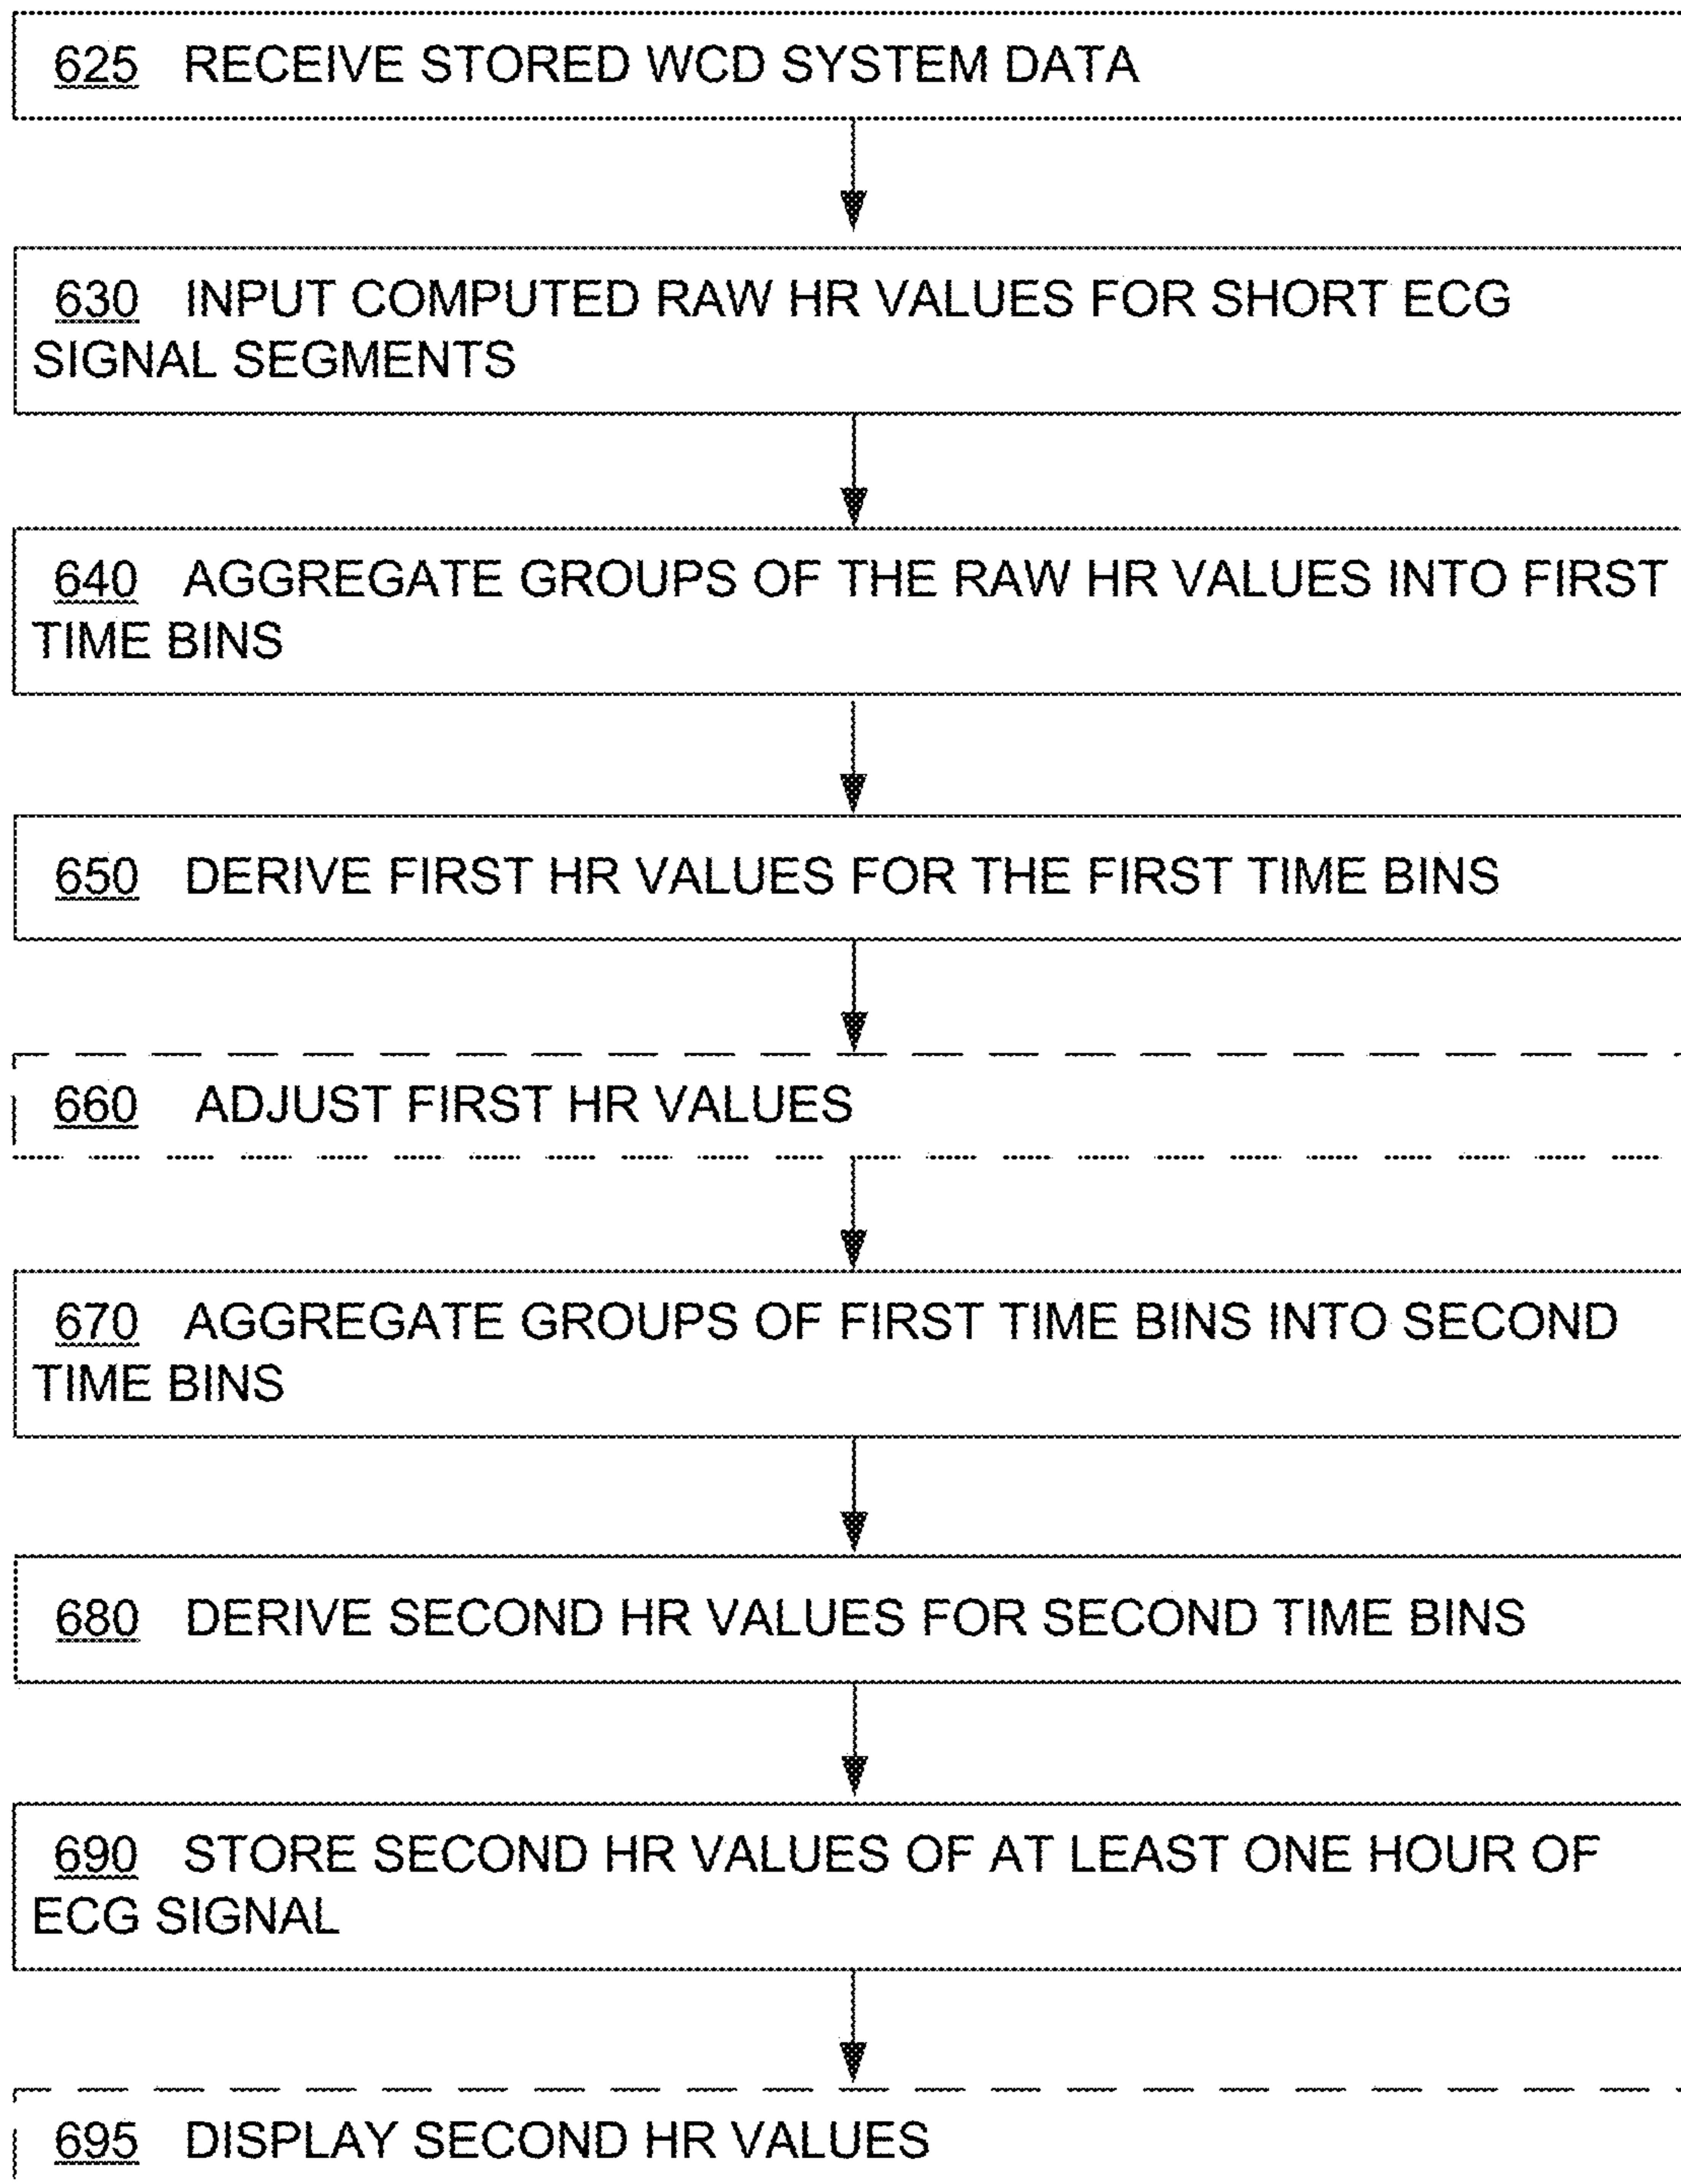 625 RECEIVE STORED WCD SYSTEM DATA
630 INPUT COMPUTED RAW HR VALUES FOR SHORT ECG
SIGNAL SEGMENTS
640 AGGREGATE GROUPS OF THE RAW HR VALUES INTO FIRST
TIME BINS
650 DERIVE FIRST HR VALUES FOR THE FIRST TIME BINS
660 ADJUST FIRST HR VALUES
670 AGGREGATE GROUPS OF FIRST TIME BINS INTO SECOND
TIME BINS
680 DERIVE SECOND HR VALUES FOR SECOND TIME BINS
690 STORE SECOND HR VALUES OF AT LEAST ONE HOUR OF
ECG SIGNAL
695 DISPLAY SECOND HR VALUES